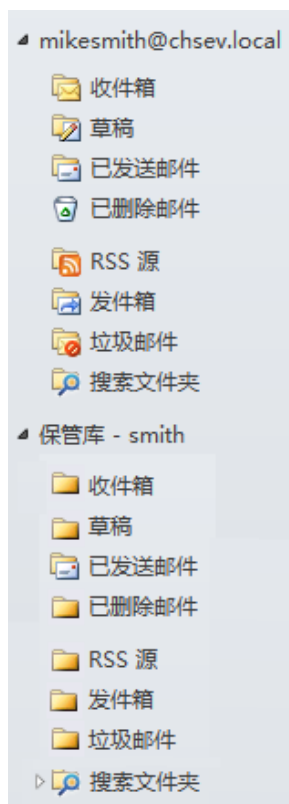 mikesmith@chsev.local
收件箱
草稿
已发送邮件
已删除邮件
RSS 源
发件箱
垃圾邮件
搜索文件夹
保管库 - smith
收件箱
草稿
已发送邮件
已删除邮件
RSS 源
发件箱
垃圾邮件
搜索文件夹